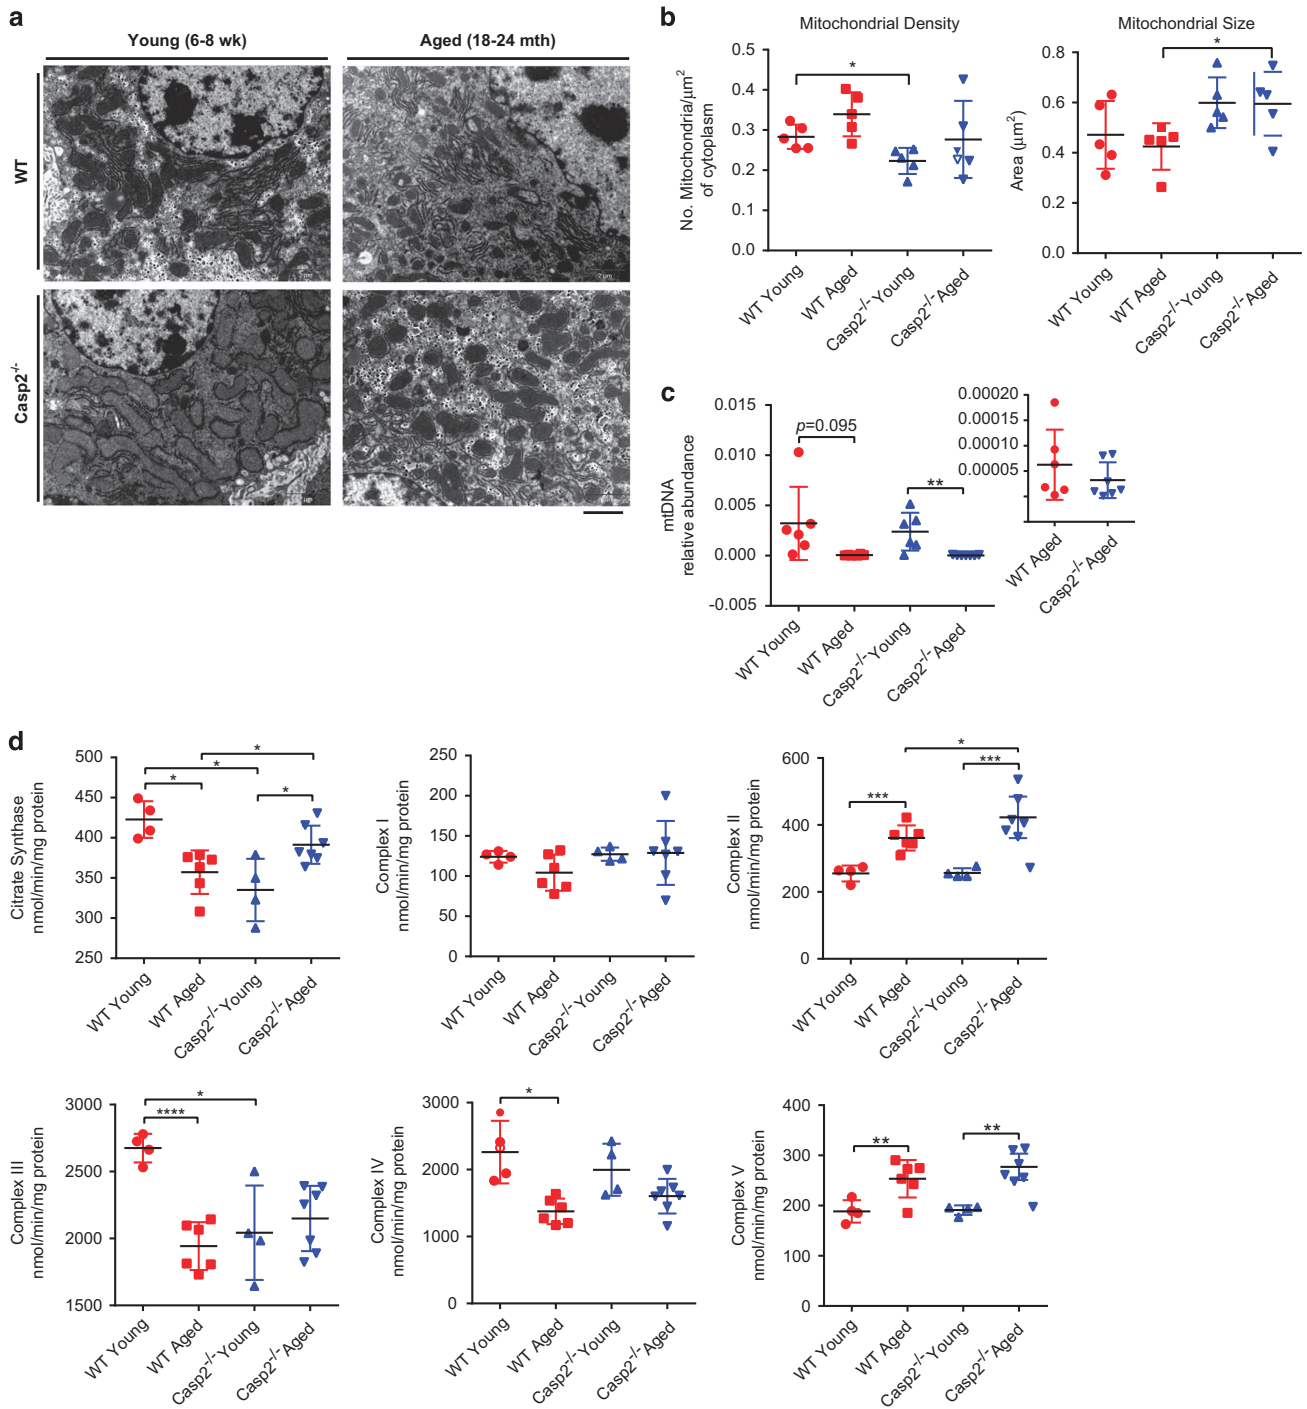 a
Young (6-8 wk)
Aged (18-24 mth)
WT
Casp2-/-
b
Mitochondrial Density
No. Mitochondria/μm2
of cytoplasm
0.5
0.4
0.3
0.2
0.1
0.0
*
WT Young
WT Aged
Casp2-/-Young
Casp2-/-Aged
Mitochondrial Size
Area (μm2)
0.8
0.6
0.4
0.2
0.0
*
WT Young
WT Aged
Casp2-/-Young
Casp2-/-Aged
c
mtDNA
relative abundance
0.015
0.010
0.005
0.000
-0.005
p=0.095
**
WT Young
WT Aged
Casp2-/-Young
Casp2-/-Aged
0.00020
0.00015
0.00010
0.00005
WT Aged
Casp2-/-Aged
d
Citrate Synthase
nmol/min/mg protein
500
450
400
350
300
250
*
*
*
*
WT Young
WT Aged
Casp2-/-Young
Casp2-/-Aged
Complex I
nmol/min/mg protein
250
200
150
100
50
0
WT Young
WT Aged
Casp2-/-Young
Casp2-/-Aged
Complex II
nmol/min/mg protein
600
400
200
0
*
***
***
WT Young
WT Aged
Casp2-/-Young
Casp2-/-Aged
Complex III
nmol/min/mg protein
3000
2500
2000
1500
*
****
WT Young
WT Aged
Casp2-/-Young
Casp2-/-Aged
Complex IV
nmol/min/mg protein
3000
2000
1000
0
*
WT Young
WT Aged
Casp2-/-Young
Casp2-/-Aged
Complex V
nmol/min/mg protein
400
300
200
100
0
**
**
WT Young
WT Aged
Casp2-/-Young
Casp2-/-Aged